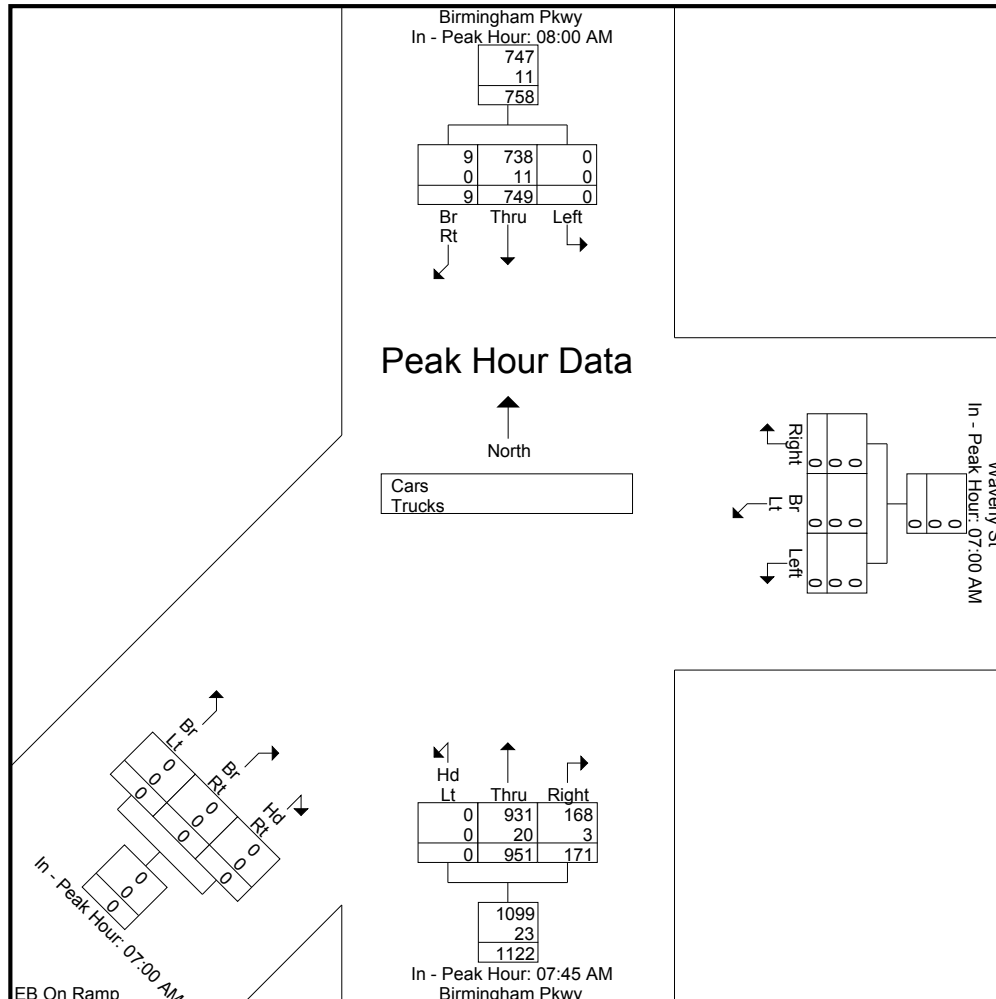 Birmingham Pkwy
In - Peak Hour: 08:00 AM
747
11
758
9 738 0
0 11 0
9 749 0
Br Thru Left
Rt
Peak Hour Data
North
Cars
Trucks
Right
0 0 0
Br
Lt
0 0 0
Left
0 0 0
0 0 0
In - Peak Hour: 07:00 AM
Waverly St
Br
Lt
0
0
0
Br
Rt
0
0
0
Hd
Rt
0
0
0
0
0
0
In - Peak Hour: 07:00 AM
EB On Ramp
Hd
Lt Thru Right
0 931 168
0 20 3
0 951 171
1099
23
1122
In - Peak Hour: 07:45 AM
Birmingham Pkwy